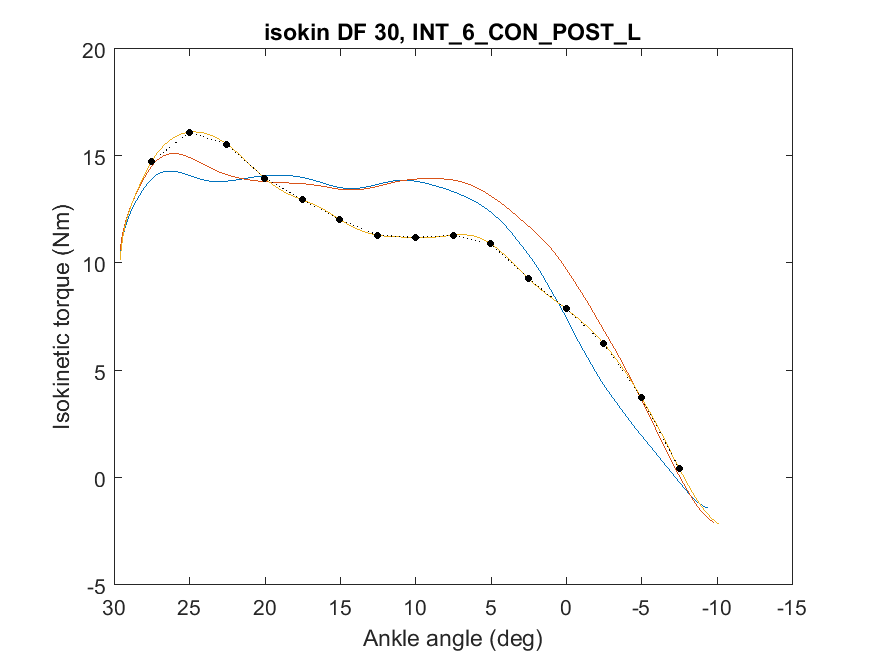 isokin DF 30, INT_6_CON_POST_L
20
15
10
5
0
-5
Isokinetic torque (Nm)
30 25 20 15 10 5 0 -5 -10 -15
Ankle angle (deg)